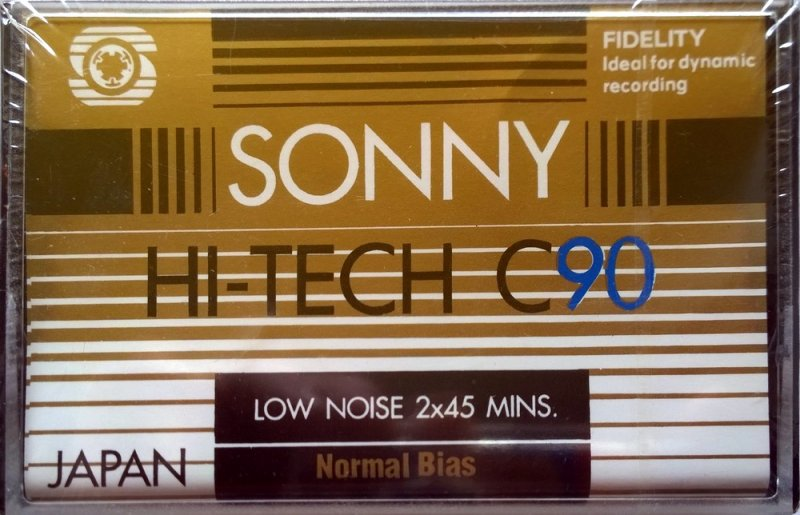 FIDELITY
Ideal for dynamic
recording
SONNY
HI-TECH C90
LOW NOISE 2x45 MINS.
JAPAN
Normal Bias